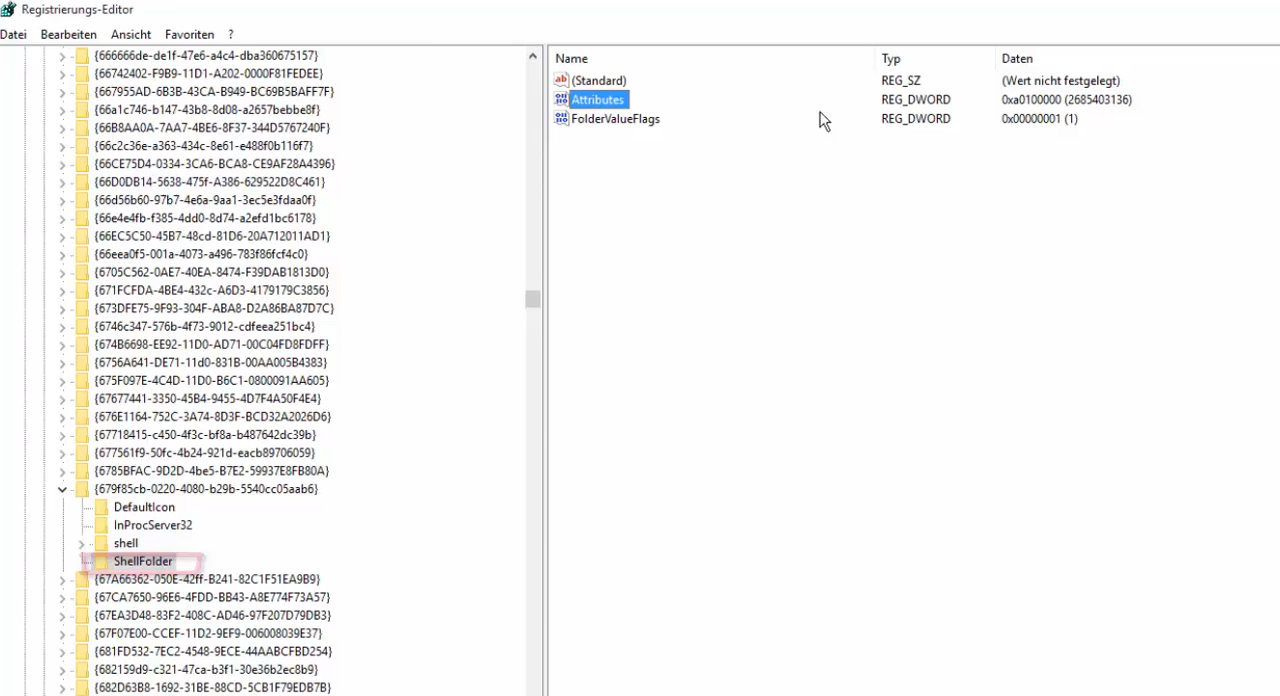 Registrierungs-Editor
Datei Bearbeiten Ansicht Favoriten ?
{666666de-de1f-47e6-a4c4-dba360675157}
{66742402-F9B9-11D1-A202-0000F81FEDEE}
{667955AD-6B3B-43CA-B949-BC69B5BAFF7F}
{66a1c746-b147-43b8-8d08-a2657bebbe8f}
{66B8AA0A-7AA7-4BE6-8F37-344D5767240F}
{66c2c36e-a363-434c-8e61-e488f0b116f7}
{66CE75D4-0334-3CA6-BCA8-CE9AF28A4396}
{66D0DB14-5638-475f-A386-629522D8C461}
{66d56b60-97b7-4e6a-9aa1-3ec5e3fdaa0f}
{66e4e4fb-f385-4dd0-8d74-a2efd1bc6178}
{66EC5C50-45B7-48cd-81D6-20A712011AD1}
{66eea0f5-001a-4073-a496-783f86fcf4c0}
{6705C562-0AE7-40EA-8474-F39DAB1813D0}
{671FCFDA-4BE4-432c-A6D3-4179179C3856}
{673DFE75-9F93-304F-ABA8-D2A86BA87D7C}
{6746c347-576b-4f73-9012-cdfeea251bc4}
{674B6698-EE92-11D0-AD71-00C04FD8FDFF}
{6756A641-DE71-11d0-831B-00AA005B4383}
{675F097E-4C4D-11D0-B6C1-0800091AA605}
{67677441-3350-45B4-9455-4D7F4A50F4E4}
{676E1164-752C-3A74-8D3F-BCD32A2026D6}
{67718415-c450-4f3c-bf8a-b487642dc39b}
{677561f9-50fc-4b24-921d-eacb89706059}
{6785BFAC-9D2D-4be5-B7E2-59937E8FB80A}
{679f85cb-0220-4080-b29b-5540cc05aab6}
DefaultIcon
InProcServer32
shell
ShellFolder
{67A66362-050E-42ff-B241-82C1F51EA9B9}
{67CA7650-96E6-4FDD-BB43-A8E774F73A57}
{67EA3D48-83F2-408C-AD46-97F207D79DB3}
{67F07E00-CCEF-11D2-9EF9-006008039E37}
{681FD532-7EC2-4548-9ECE-44AABCFBD254}
{682159d9-c321-47ca-b3f1-30e36b2ec8b9}
{682D63B8-1692-31BE-88CD-5CB1F79EDB7B}
Name Typ Daten
ab (Standard) REG_SZ (Wert nicht festgelegt)
Attributes REG_DWORD 0xa0100000 (2685403136)
FolderValueFlags REG_DWORD 0x00000001 (1)